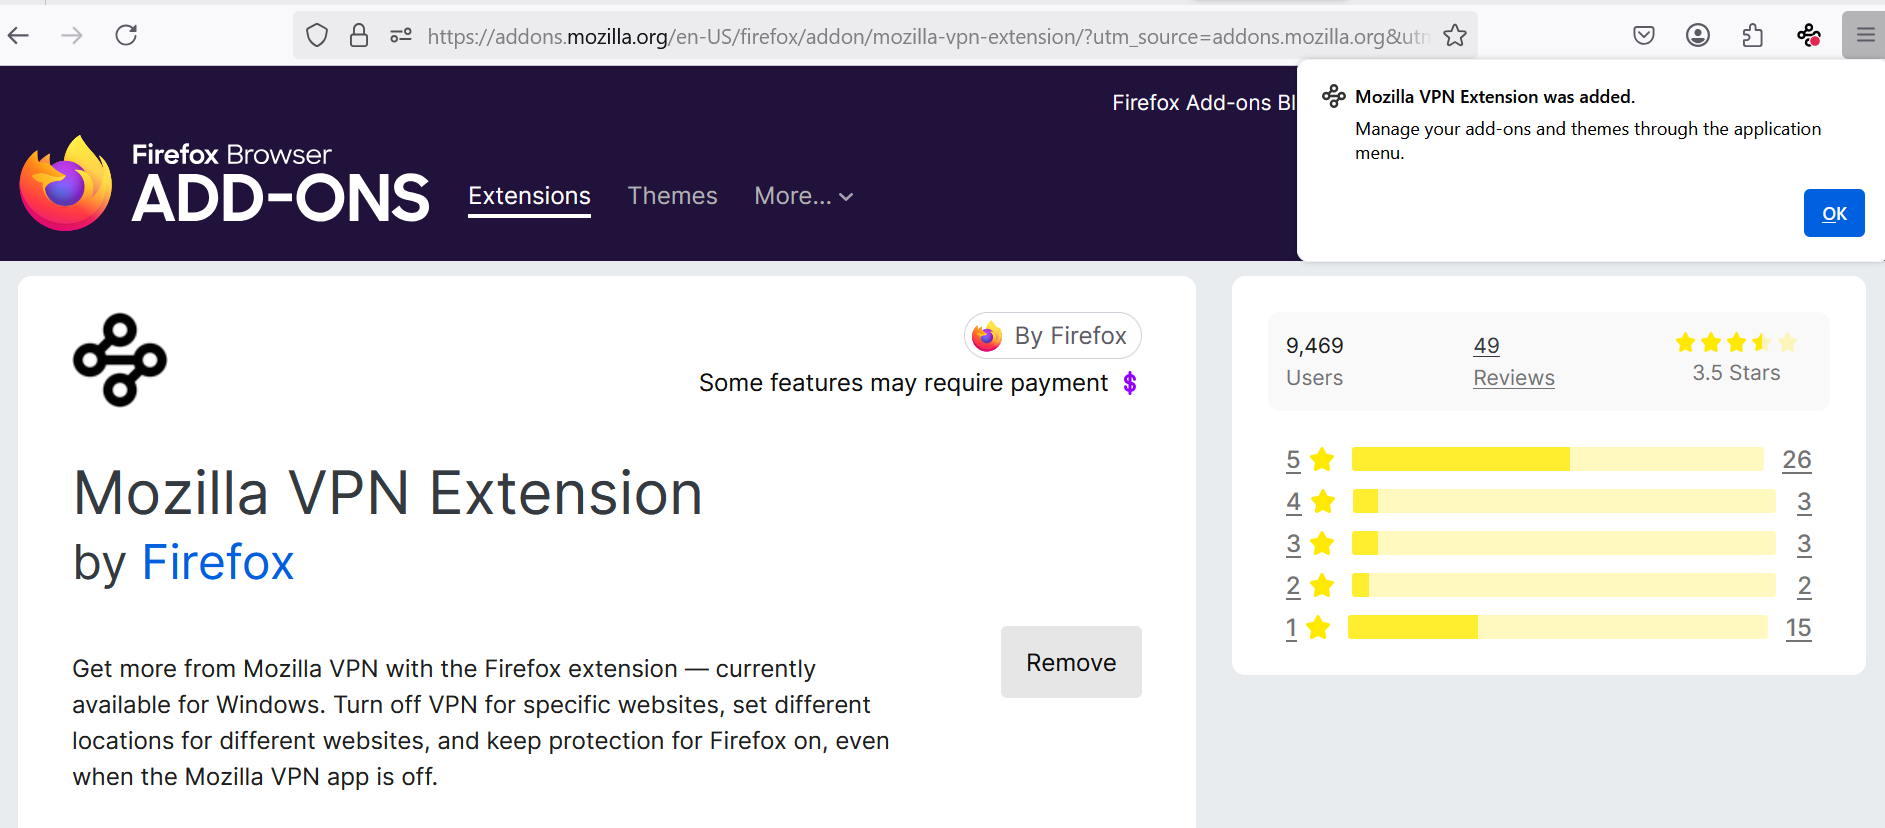 https://addons.mozilla.org/en-US/firefox/addon/mozilla-vpn-extension/?utm_source=addons.mozilla.org&utm
Firefox Add-ons Bl
Mozilla VPN Extension was added.
Manage your add-ons and themes through the application
menu.
OK
Firefox Browser
ADD-ONS
Extensions
Themes
More...
By Firefox
Some features may require payment $
Mozilla VPN Extension
by Firefox
Get more from Mozilla VPN with the Firefox extension — currently
available for Windows. Turn off VPN for specific websites, set different
locations for different websites, and keep protection for Firefox on, even
when the Mozilla VPN app is off.
Remove
9,469
Users
49
Reviews
3.5 Stars
5 26
4 3
3 3
2 2
1 15